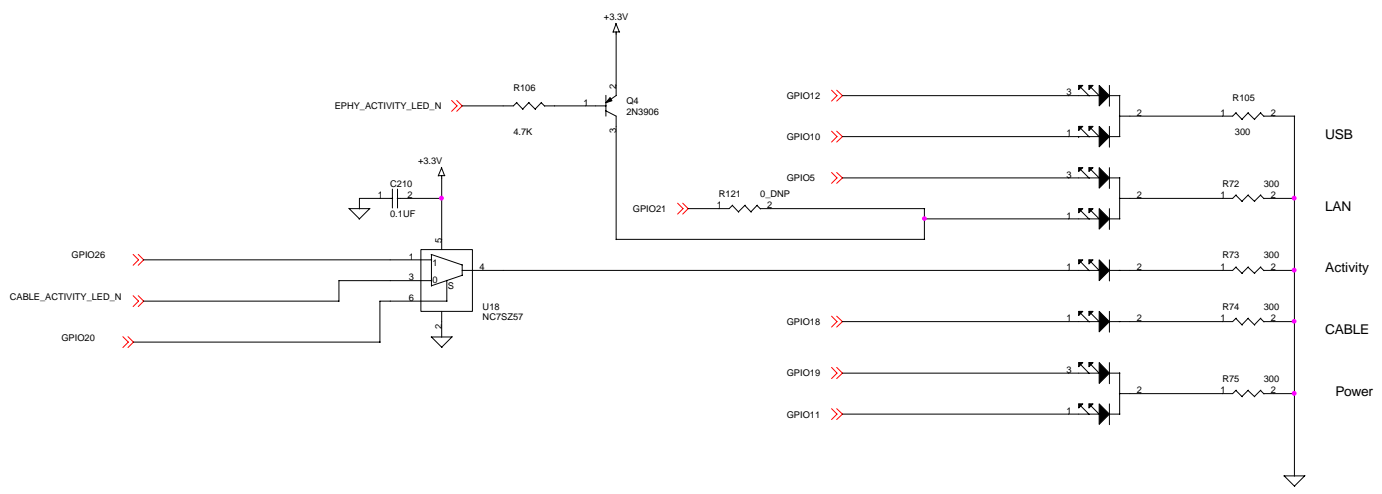 +3.3V
R106
EPHY_ACTIVITY_LED_N
4.7K
1
2
3
Q4
2N3906
+3.3V
C210
1
2
0.1UF
R121
0_DNP
GPIO21
1
2
GPIO26
CABLE_ACTIVITY_LED_N
GPIO20
1
3
6
5
1
0
S
4
2
U18
NC7SZ57
GPIO12
3
GPIO10
1
2
R105
1
2
300
USB
GPIO5
3
1
2
R72
300
1
2
LAN
1
2
R73
300
1
2
Activity
GPIO18
1
2
R74
300
1
2
CABLE
GPIO19
3
GPIO11
1
2
R75
300
1
2
Power